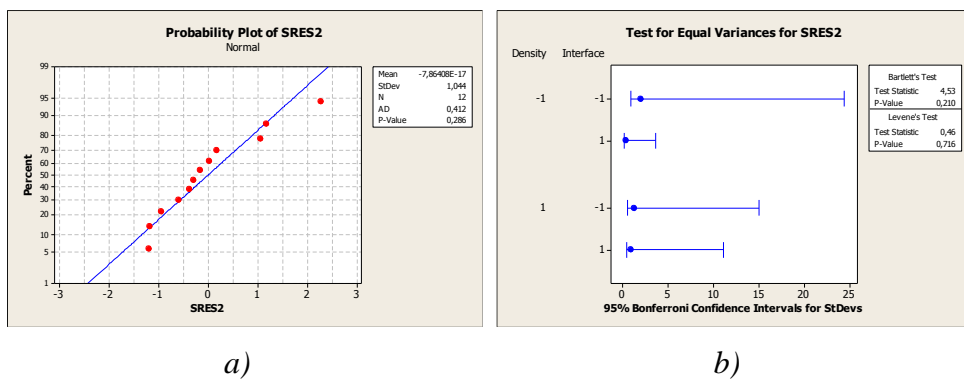 Probability Plot of SRES2
Normal
Mean -7,86408E-17
StDev 1,044
N 12
AD 0,412
P-Value 0,286
Percent
99
95
90
80
70
60
50
40
30
20
10
5
1
-3 -2 -1 0 1 2 3
SRES2
a)
Test for Equal Variances for SRES2
Density Interface
-1 -1
1
1 -1
1
0 5 10 15 20 25
95% Bonferroni Confidence Intervals for StDevs
Bartlett's Test
Test Statistic 4,53
P-Value 0,210
Levene's Test
Test Statistic 0,46
P-Value 0,716
b)